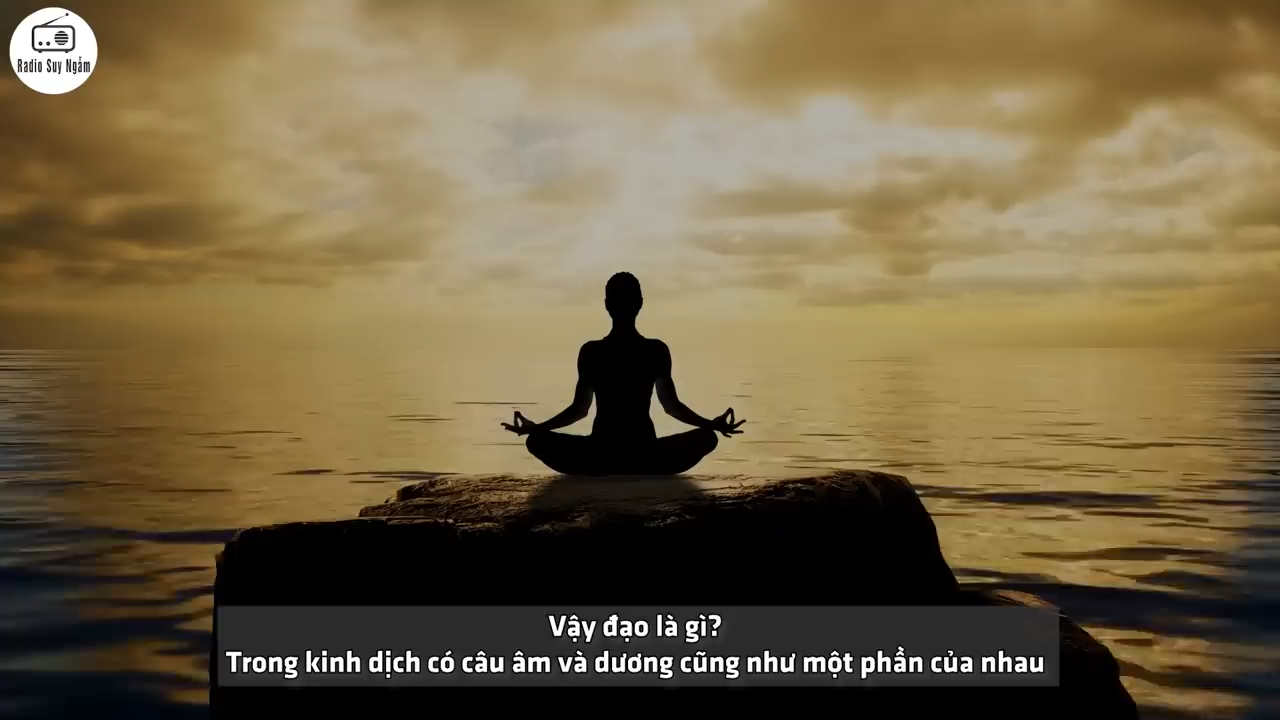 Radio Suy Ngẫm
Vậy đạo là gì?
Trong kinh dịch có câu âm và dương cũng như một phần của nhau